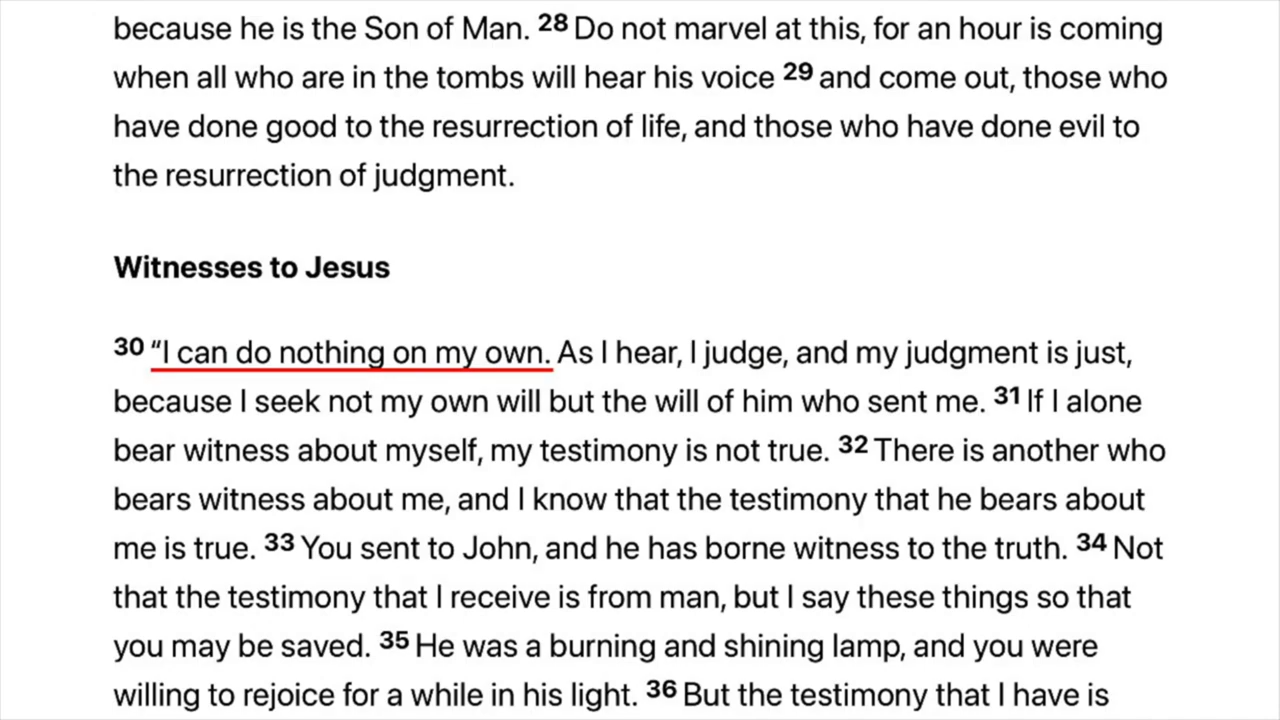 because he is the Son of Man. 28 Do not marvel at this, for an hour is coming
when all who are in the tombs will hear his voice 29 and come out, those who
have done good to the resurrection of life, and those who have done evil to
the resurrection of judgment.
Witnesses to Jesus
30 “I can do nothing on my own. As I hear, I judge, and my judgment is just,
because I seek not my own will but the will of him who sent me. 31 If I alone
bear witness about myself, my testimony is not true. 32 There is another who
bears witness about me, and I know that the testimony that he bears about
me is true. 33 You sent to John, and he has borne witness to the truth. 34 Not
that the testimony that I receive is from man, but I say these things so that
you may be saved. 35 He was a burning and shining lamp, and you were
willing to rejoice for a while in his light. 36 But the testimony that I have is